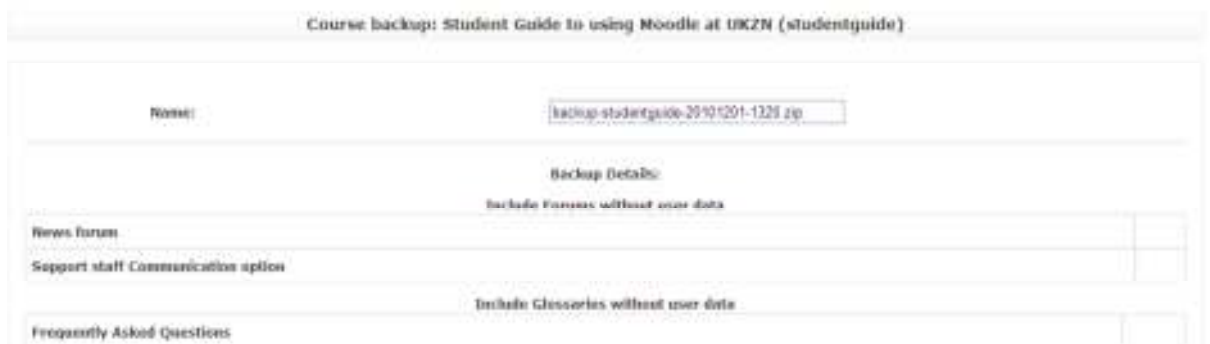 Course backup: Student Guide to using Moodle at UKZN (studentguide)
Name: backup-studentguide-20101201-1320.zip
Backup Details:
Include Forums without user data
News forum
Support staff Communication option
Include Glossaries without user data
Frequently Asked Questions